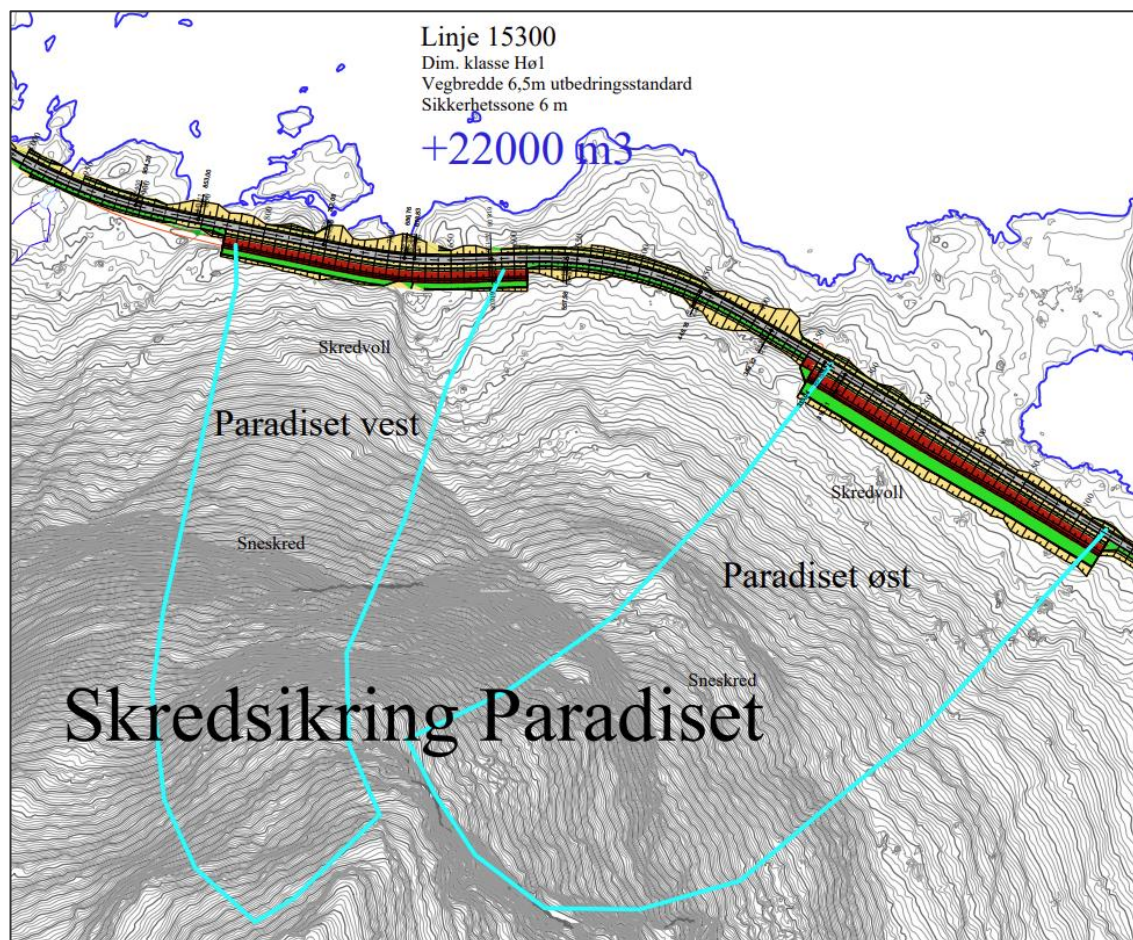 Linje 15300
Dim. klasse Hø1
Vegbredde 6,5m utbedringsstandard
Sikkerhetssone 6 m
+22000 m3
Skredvoll
Paradiset vest
Skredvoll
Sneskred
Paradiset øst
Sneskred
Skredsikring Paradiset